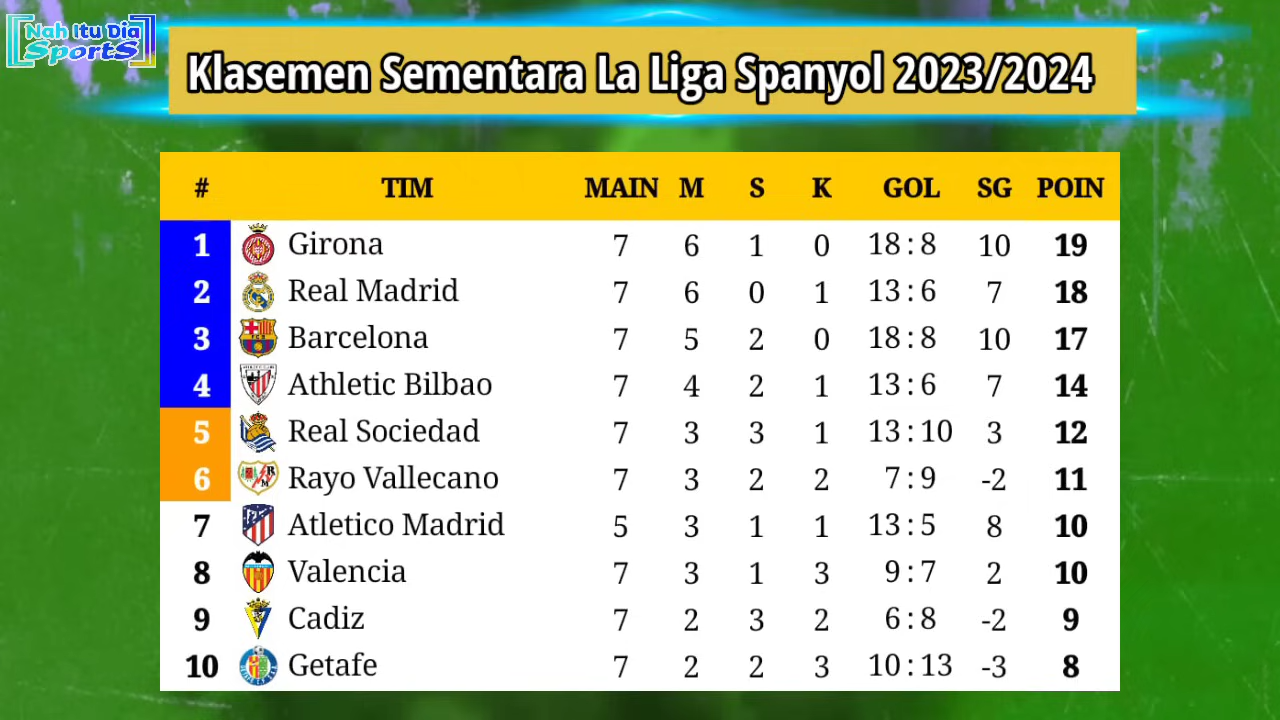 Nah Itu Dia
Sports
Klasemen Sementara La Liga Spanyol 2023/2024
# TIM MAIN M S K GOL SG POIN
1 Girona 7 6 1 0 18:8 10 19
2 Real Madrid 7 6 0 1 13:6 7 18
3 Barcelona 7 5 2 0 18:8 10 17
4 Athletic Bilbao 7 4 2 1 13:6 7 14
5 Real Sociedad 7 3 3 1 13:10 3 12
6 Rayo Vallecano 7 3 2 2 7:9 -2 11
7 Atletico Madrid 5 3 1 1 13:5 8 10
8 Valencia 7 3 1 3 9:7 2 10
9 Cadiz 7 2 3 2 6:8 -2 9
10 Getafe 7 2 2 3 10:13 -3 8